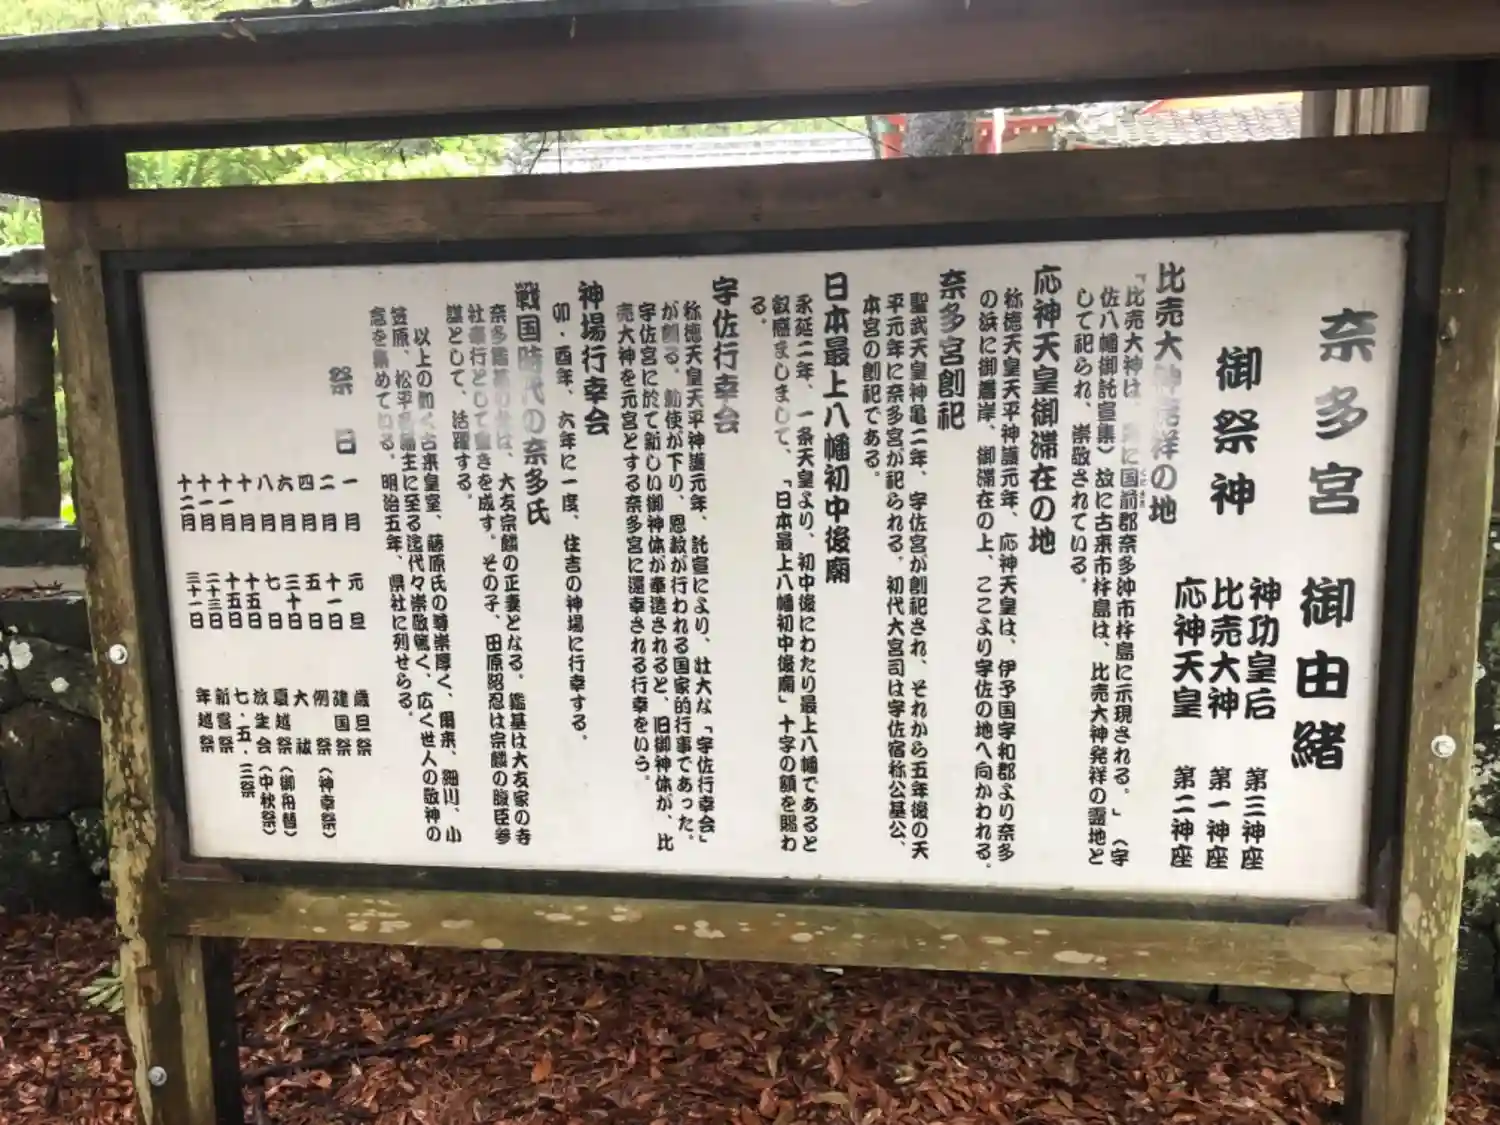 奈多宮 御由緒
御祭神
神功皇后 第三神座
比売大神 第一神座
応神天皇 第二神座
比売大神発祥の地
『比売大神は、 に国前郡奈多沖市杵島に示現される。」(宇
佐八幡御託宣集)故に古来市杵島は、比売大神発祥の霊地と
して祀られ、崇敬されている。
応神天皇御滞在の地
称徳天皇天平神護元年、応神天皇は、伊予国宇和郡より奈多
の浜に御着岸、御滞在の上、ここより宇佐の地へ向かわれる。
奈多宮創祀
聖武天皇神亀二年、宇佐宮が創祀され、それから五年後の天
平元年に奈多宮が祀られる。初代大宮司は宇佐宿称公基公、
本宮の創祀である。
日本最上八幡初中後廟
永延二年、一条天皇より、初中後にわたり最上八幡であると
叡感ましまして、「日本最上八幡初中後廟」十字の額を賜わ
る。
宇佐行幸会
称徳天皇天平神護元年、託宣により、壮大な「宇佐行幸会」
が創る。勅使が下り、恩赦が行われる国家的行事であった。
宇佐宮に於て新しい御神体が奉造されると、旧御神体が、比
売大神を元宮とする奈多宮に還幸される行幸をいう。
神場行幸会
卯・酉年、六年に一度、住吉の神場に行幸する。
戦国時代の奈多氏
奈多鑑基の は、大友宗麟の正妻となる。鑑基は大友家の寺
社奉行として重きを成す。その子、田原昭忍は宗麟の腹臣参
謀として、活躍する。
以上の如く古来皇室、藤原氏の尊崇厚く、爾来、細川、小
笠原、松平 藩主に至る迄代々崇敬篤く、広く世人の敬神の
念を集めている。明治五年、県社に列せらる。
祭日
一月 元旦 歳旦祭
二月 十一日 建国祭
四月 五日 例祭(神幸祭)
六月 三十日 大祓
八月 七日 夏越祭(御舟替)
十月 十五日 放生会(中秋祭)
十一月 十五日 七・五・三祭
十一月 二十三日 新嘗祭
十二月 三十一日 年越祭